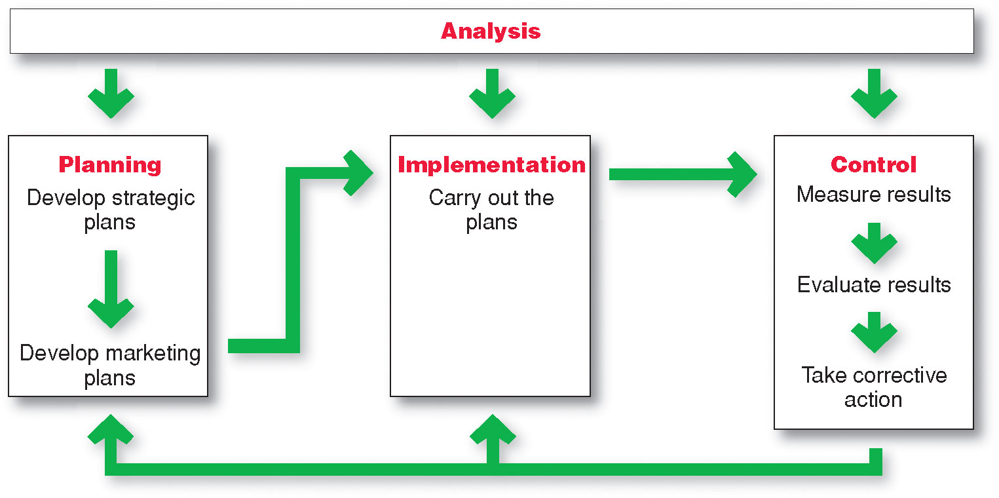 Analysis
Planning
Develop strategic
plans
Develop marketing
plans
Implementation
Carry out the
plans
Control
Measure results
Evaluate results
Take corrective
action